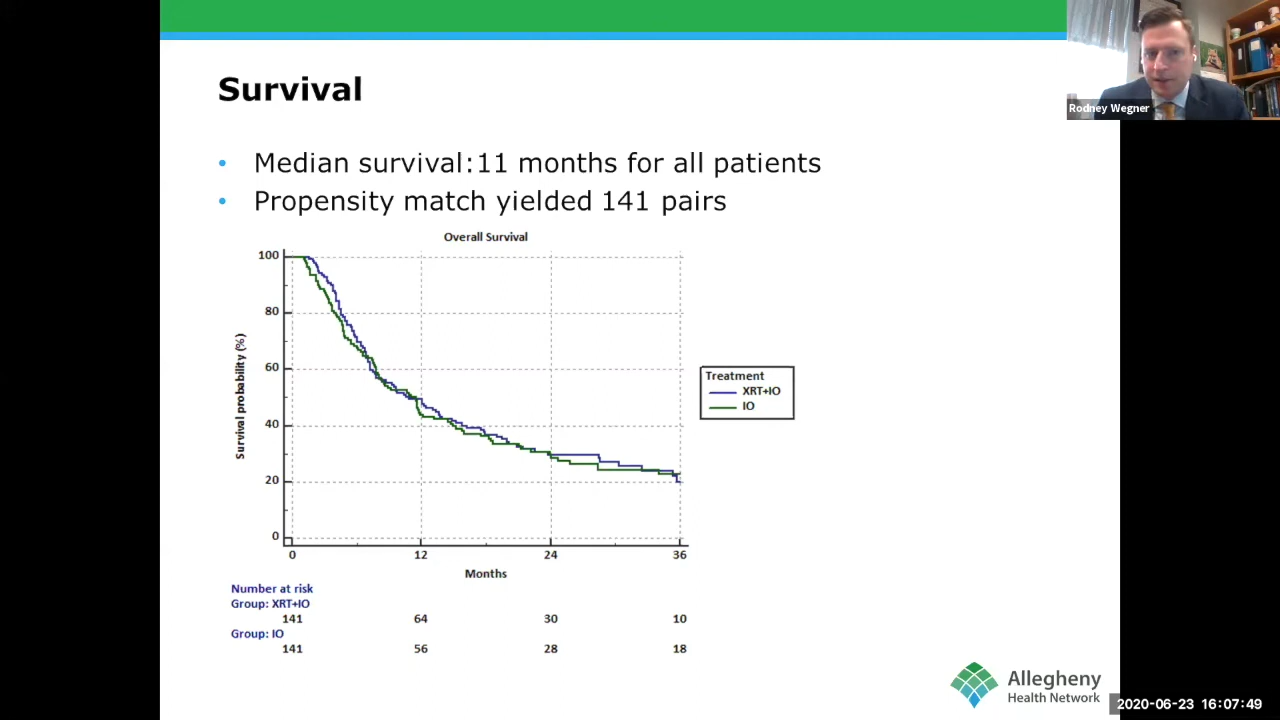 Rodney Wegner
Survival
• Median survival:11 months for all patients
• Propensity match yielded 141 pairs
Overall Survival
Survival probability (%)
100
80
60
40
20
0
0 12 24 36
Months
Treatment
XRT+IO
IO
Number at risk
Group: XRT+IO
141 64 30 10
Group: IO
141 56 28 18
Allegheny
Health Network
2020-06-23 16:07:49